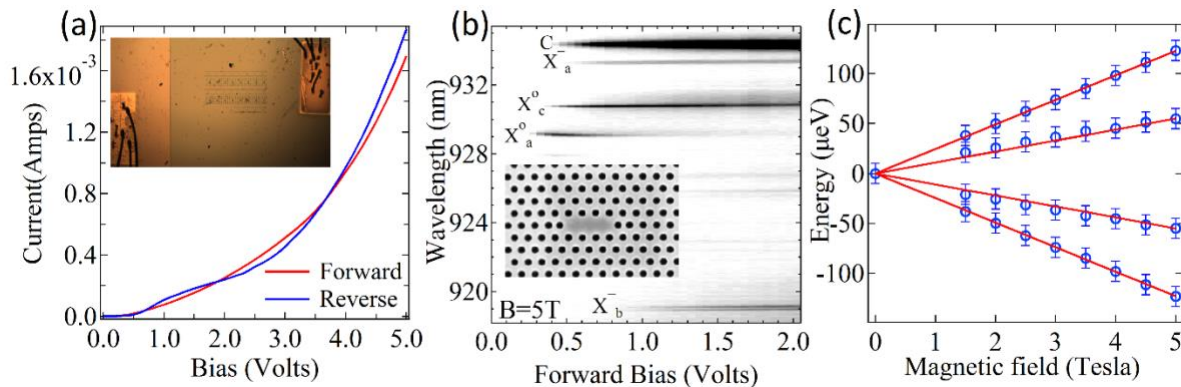 (a)
Current(Amps)
1.6x10⁻³
1.2
0.8
0.4
0.0
Forward
Reverse
0.0 1.0 2.0 3.0 4.0 5.0
Bias (Volts)
(b)
Wavelength (nm)
932
928
924
920
C
X⁻a
X°c
X°a
B=5T
X⁻b
0.0 0.5 1.0 1.5 2.0
Forward Bias (Volts)
(c)
Energy (μeV)
100
50
0
-50
-100
0 1 2 3 4 5
Magnetic field (Tesla)